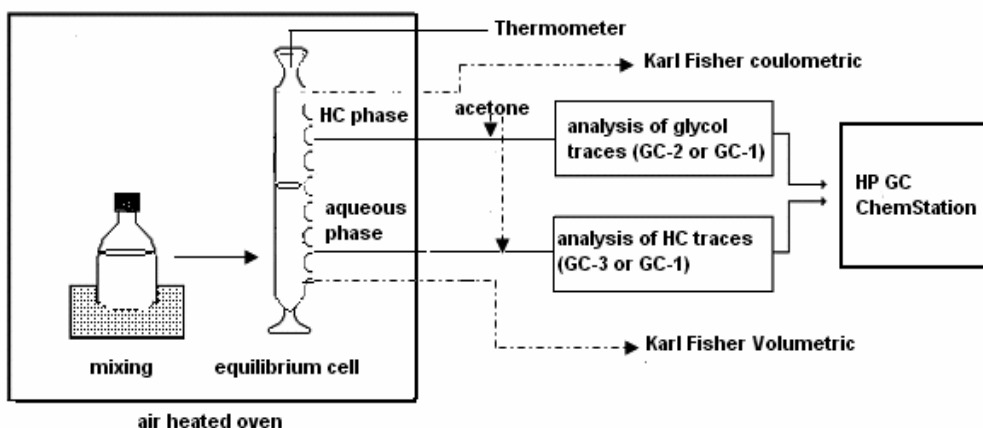 Thermometer
Karl Fisher coulometric
HC phase
acetone
analysis of glycol
traces (GC-2 or GC-1)
HP GC
ChemStation
aqueous
phase
analysis of HC traces
(GC-3 or GC-1)
Karl Fisher Volumetric
mixing
equilibrium cell
air heated oven